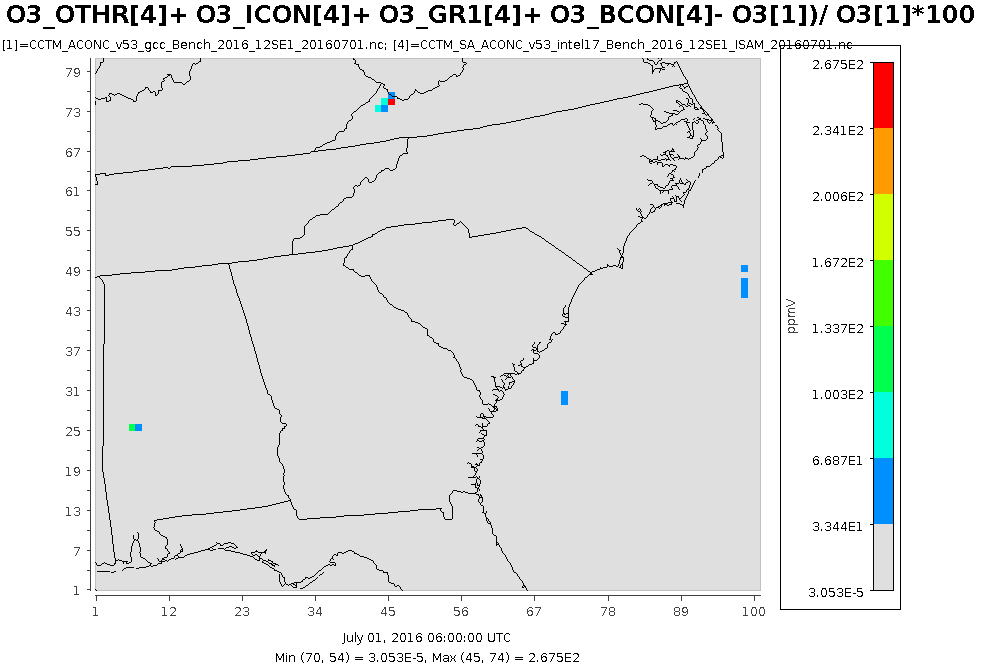 O3_OTHR[4]+ O3_ICON[4]+ O3_GR1[4]+ O3_BCON[4]- O3[1])/ O3[1]*100
[1]=CCTM_ACONC_v53_gcc_Bench_2016_12SE1_20160701.nc; [4]=CCTM_SA_ACONC_v53_intel17_Bench_2016_12SE1_ISAM_20160701.nc
79
73
67
61
55
49
43
37
31
25
19
13
7
1
1 12 23 34 45 56 67 78 89 100
ppmV
2.675E2
2.341E2
2.006E2
1.672E2
1.337E2
1.003E2
6.687E1
3.344E1
3.053E-5
July 01, 2016 06:00:00 UTC
Min (70, 54) = 3.053E-5, Max (45, 74) = 2.675E2